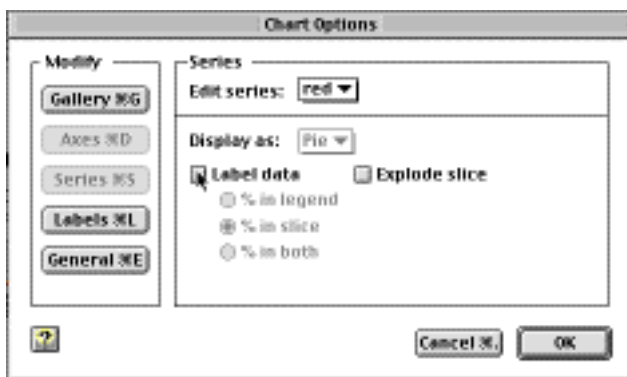 Chart Options
Modify
Gallery ⌘G
Axes ⌘D
Series ⌘S
Labels ⌘L
General ⌘E
Series
Edit series: red
Display as: Pie
Label data
Explode slice
% in legend
% in slice
% in both
?
Cancel ⌘.
OK